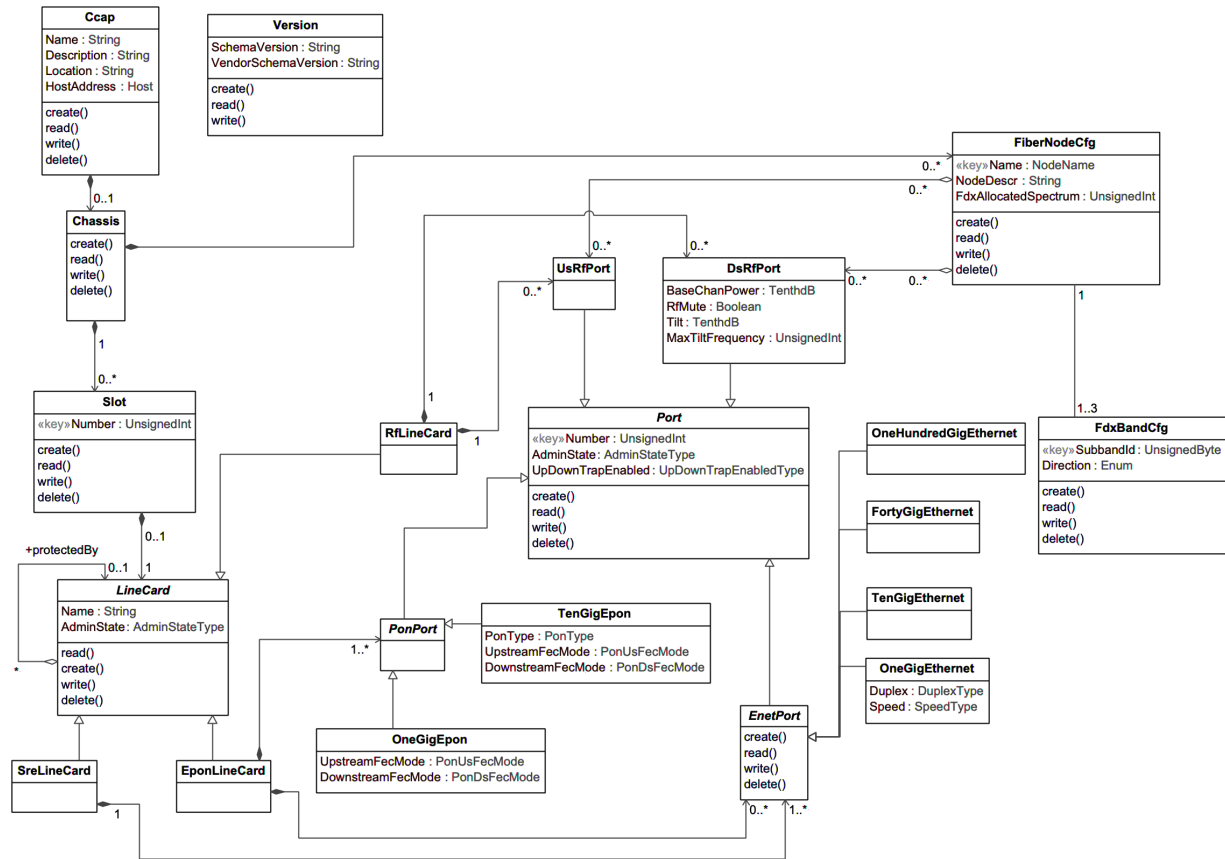 Ccap
Name : String
Description : String
Location : String
HostAddress : Host
create()
read()
write()
delete()
Version
SchemaVersion : String
VendorSchemaVersion : String
create()
read()
write()
0..1
Chassis
create()
read()
write()
delete()
FiberNodeCfg
«key»Name : NodeName
NodeDescr : String
FdxAllocatedSpectrum : UnsignedInt
create()
read()
write()
delete()
0..*
0..*
0..*
0..*
UsRfPort
0..*
DsRfPort
BaseChanPower : TenthdB
RfMute : Boolean
Tilt : TenthdB
MaxTiltFrequency : UnsignedInt
0..*
0..*
1
1
0..*
Slot
«key»Number : UnsignedInt
create()
read()
write()
delete()
1
RfLineCard
1
Port
«key»Number : UnsignedInt
AdminState : AdminStateType
UpDownTrapEnabled : UpDownTrapEnabledType
create()
read()
write()
delete()
1..3
FdxBandCfg
«key»SubbandId : UnsignedByte
Direction : Enum
create()
read()
write()
delete()
OneHundredGigEthernet
FortyGigEthernet
TenGigEthernet
OneGigEthernet
Duplex : DuplexType
Speed : SpeedType
0..1
+protectedBy
0..1
1
LineCard
Name : String
AdminState : AdminStateType
read()
create()
write()
delete()
*
PonPort
1..*
TenGigEpon
PonType : PonType
UpstreamFecMode : PonUsFecMode
DownstreamFecMode : PonDsFecMode
OneGigEpon
UpstreamFecMode : PonUsFecMode
DownstreamFecMode : PonDsFecMode
EnetPort
create()
read()
write()
delete()
SreLineCard
EponLineCard
1
0..*
1..*